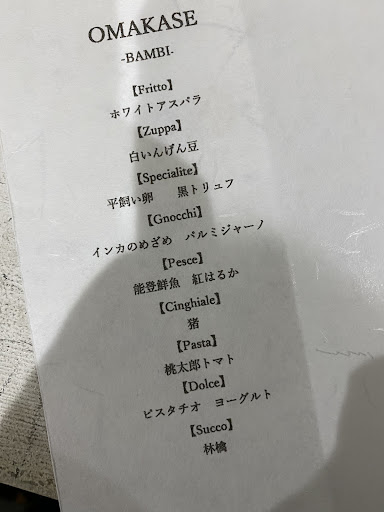 OMAKASE
-BAMBI-
【Fritto】
ホワイトアスパラ
【Zuppa】
白いんげん豆
【Specialite】
平飼い卵　黒トリュフ
【Gnocchi】
インカのめざめ　パルミジャーノ
【Pesce】
能登鮮魚　紅はるか
【Cinghiale】
猪
【Pasta】
桃太郎トマト
【Dolce】
ピスタチオ　ヨーグルト
【Succo】
林檎